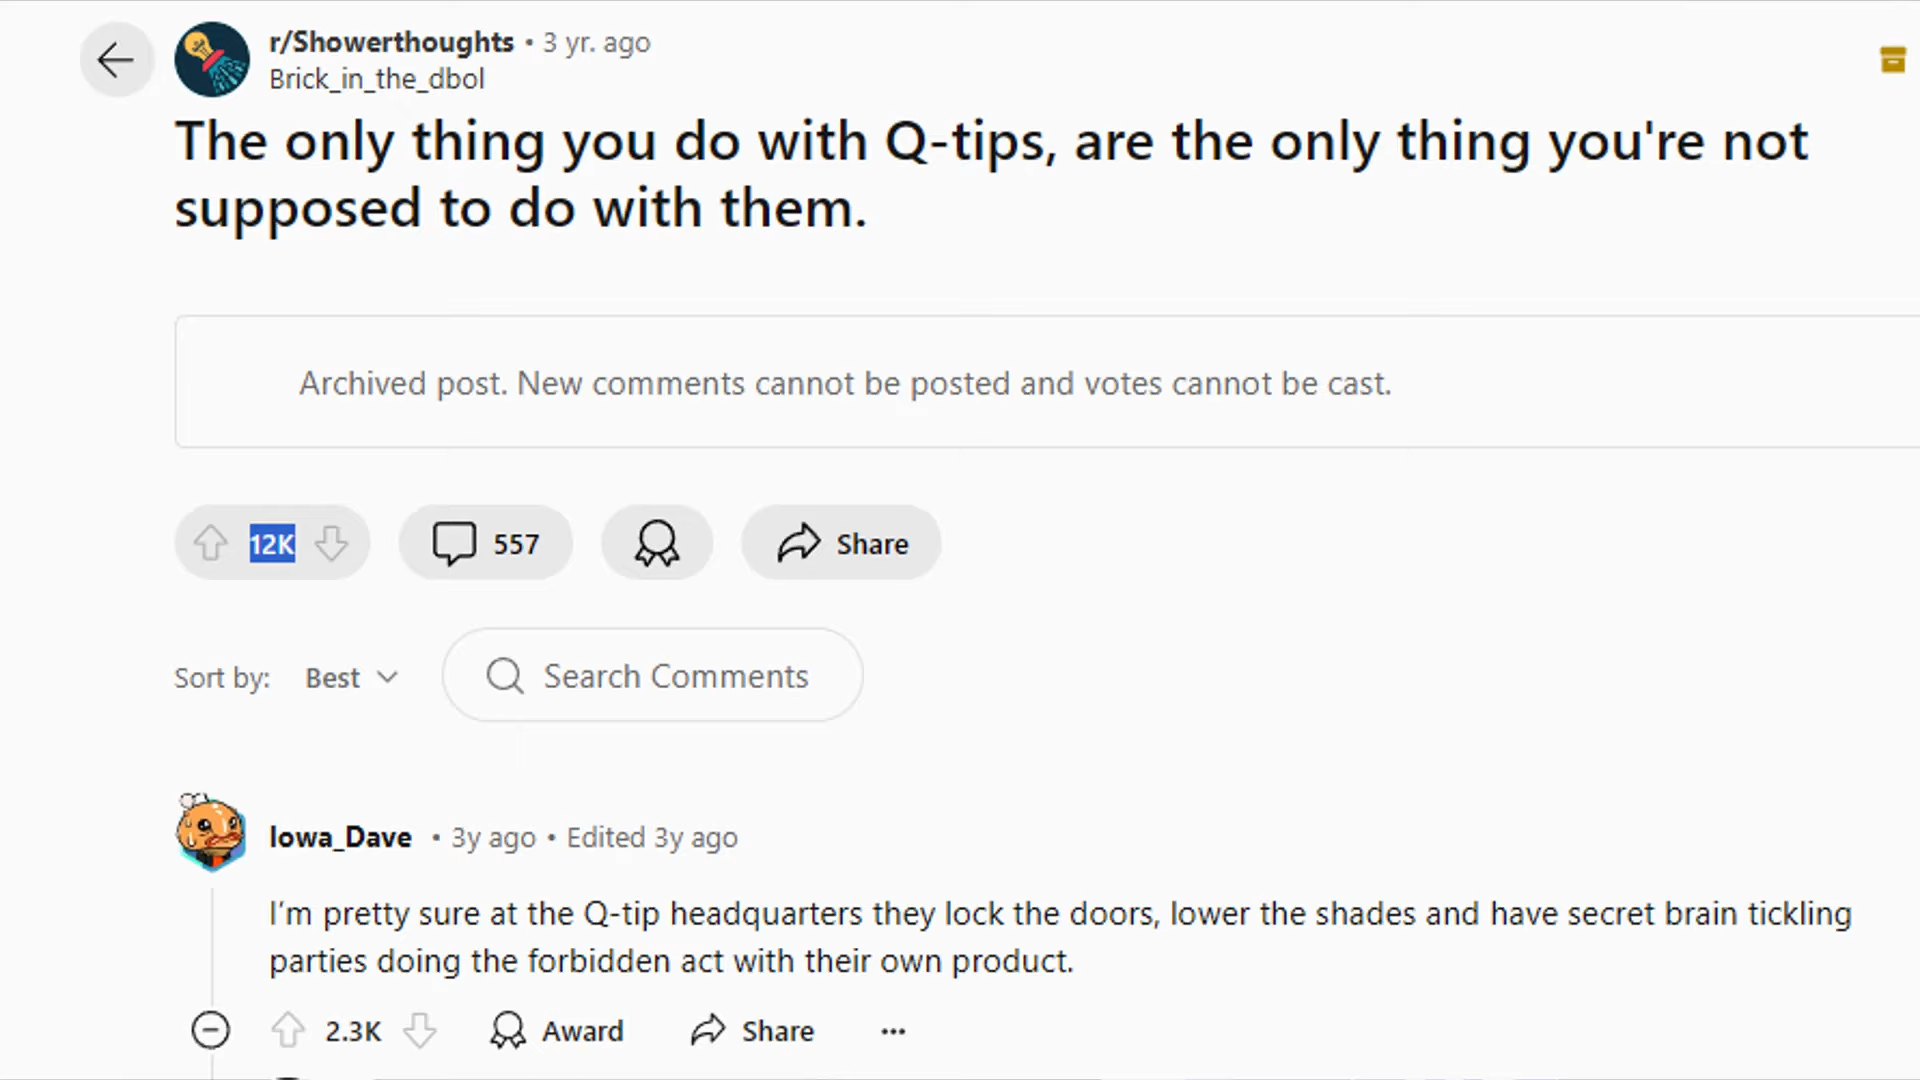 r/Showerthoughts • 3 yr. ago
Brick_in_the_dbol
The only thing you do with Q-tips, are the only thing you're not
supposed to do with them.
Archived post. New comments cannot be posted and votes cannot be cast.
12K 557 Share
Sort by: Best Search Comments
Iowa_Dave • 3y ago • Edited 3y ago
I’m pretty sure at the Q-tip headquarters they lock the doors, lower the shades and have secret brain tickling
parties doing the forbidden act with their own product.
2.3K Award Share ···